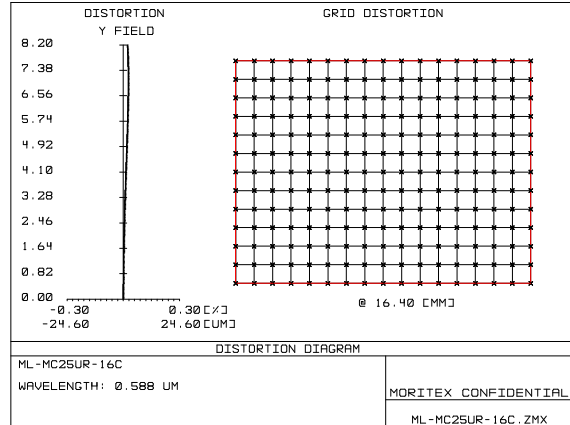 DISTORTION
Y FIELD
8.20
7.38
6.56
5.74
4.92
4.10
3.28
2.46
1.64
0.82
0.00
-0.30 0.30[%]
-24.60 24.60[UM]
GRID DISTORTION
@ 16.40 [MM]
DISTORTION DIAGRAM
ML-MC25UR-16C
WAVELENGTH: 0.588 UM
MORITEX CONFIDENTIAL
ML-MC25UR-16C.ZMX